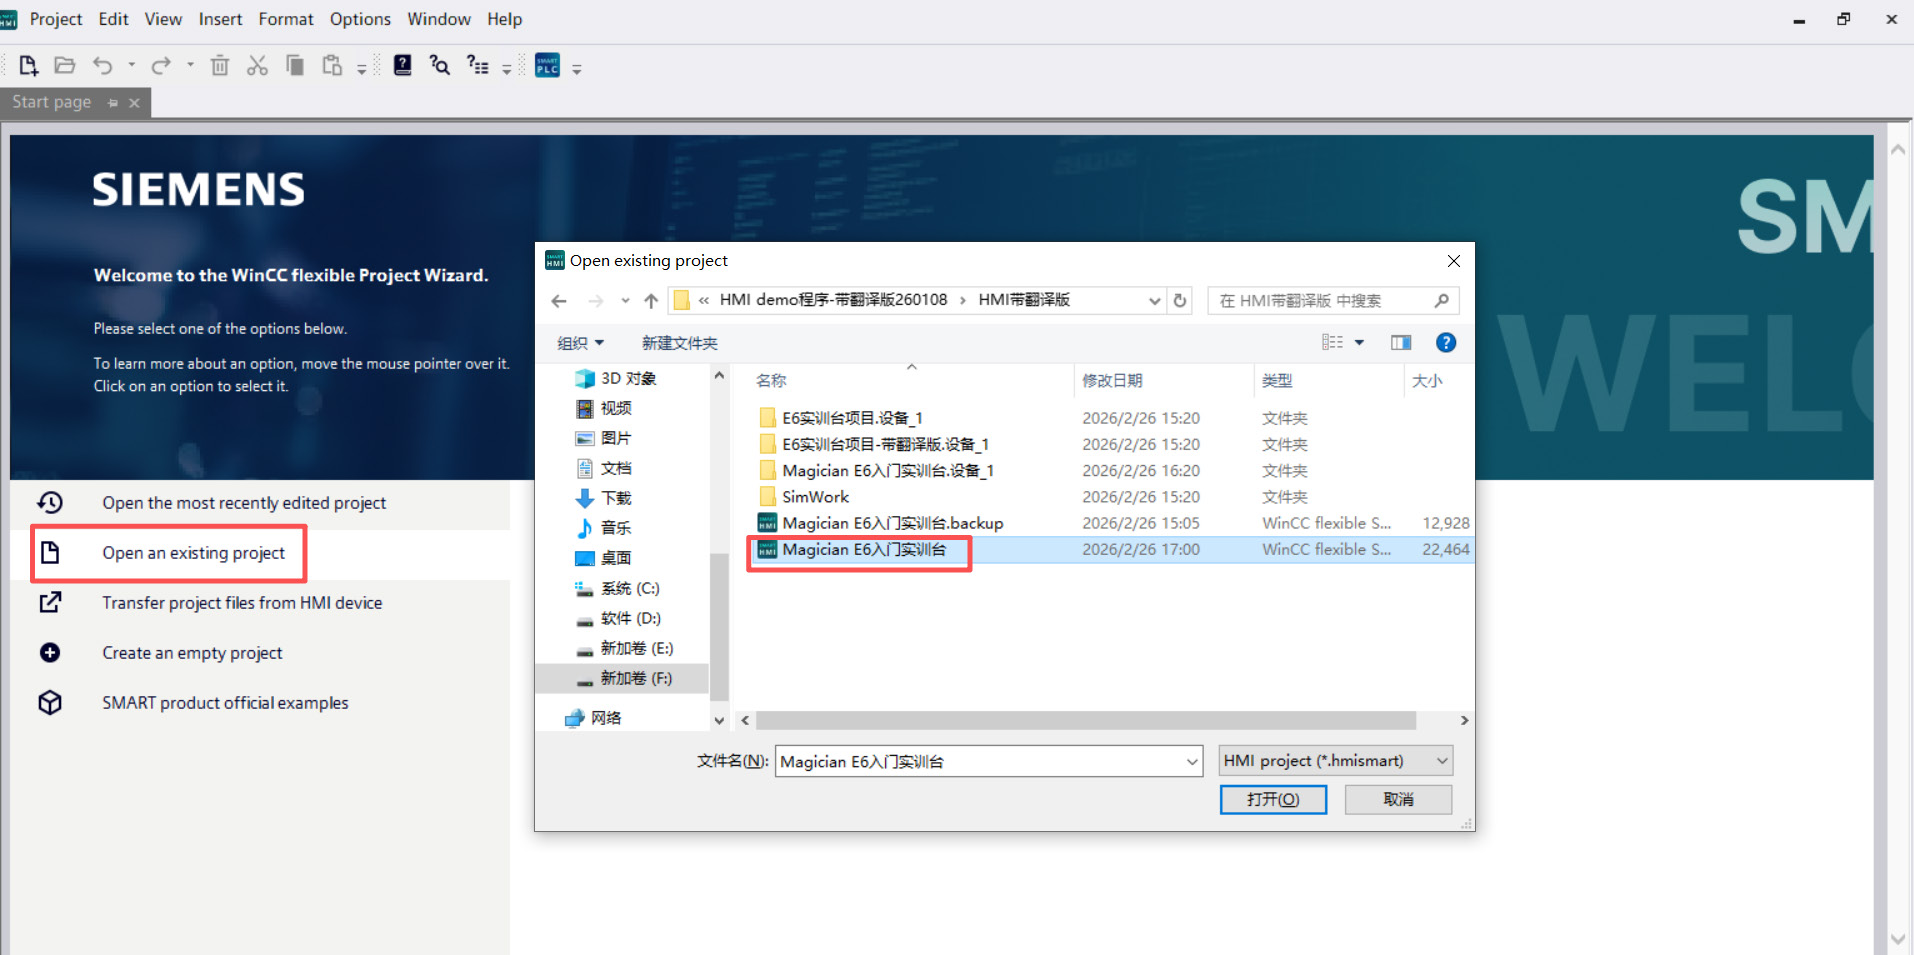 Project Edit View Insert Format Options Window Help
SMART PLC
Start page
SIEMENS
SM
WELC
Welcome to the WinCC flexible Project Wizard.
Please select one of the options below.
To learn more about an option, move the mouse pointer over it.
Click on an option to select it.
Open the most recently edited project
Open an existing project
Transfer project files from HMI device
Create an empty project
SMART product official examples
Open existing project
« HMI demo程序-带翻译版260108 › HMI带翻译版
在 HMI带翻译版 中搜索
组织 新建文件夹
3D 对象
视频
图片
文档
下载
音乐
桌面
系统 (C:)
软件 (D:)
新加卷 (E:)
新加卷 (F:)
网络
名称 修改日期 类型 大小
E6实训台项目.设备_1 2026/2/26 15:20 文件夹
E6实训台项目-带翻译版.设备_1 2026/2/26 15:20 文件夹
Magician E6入门实训台.设备_1 2026/2/26 16:20 文件夹
SimWork 2026/2/26 15:20 文件夹
Magician E6入门实训台.backup 2026/2/26 15:05 WinCC flexible S... 12,928
Magician E6入门实训台 2026/2/26 17:00 WinCC flexible S... 22,464
文件名(N): Magician E6入门实训台 HMI project (*.hmismart)
打开(O) 取消